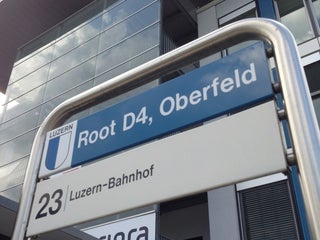 LUZERN
Root D4, Oberfeld
23 Luzern-Bahnhof